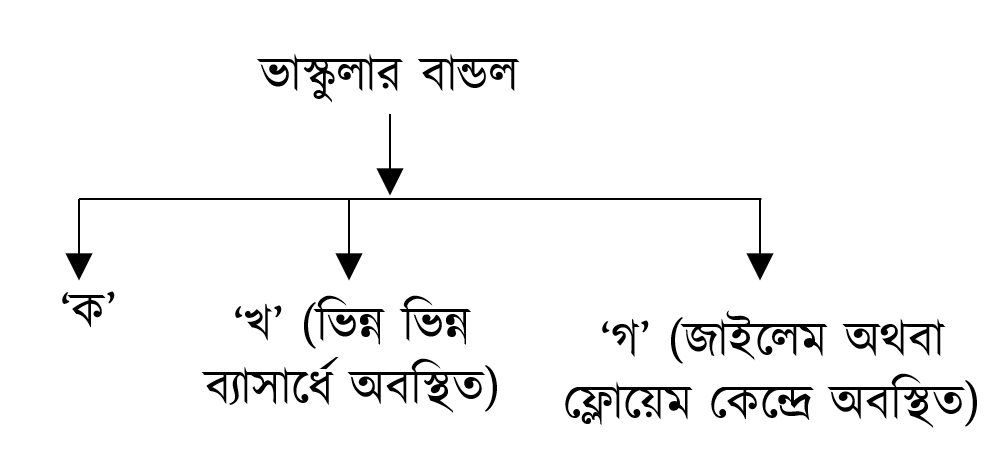 ভাস্কুলার বান্ডল
‘ক’
‘খ’ (ভিন্ন ভিন্ন
ব্যাসার্ধে অবস্থিত)
‘গ’ (জাইলেম অথবা
ফ্লোয়েম কেন্দ্রে অবস্থিত)